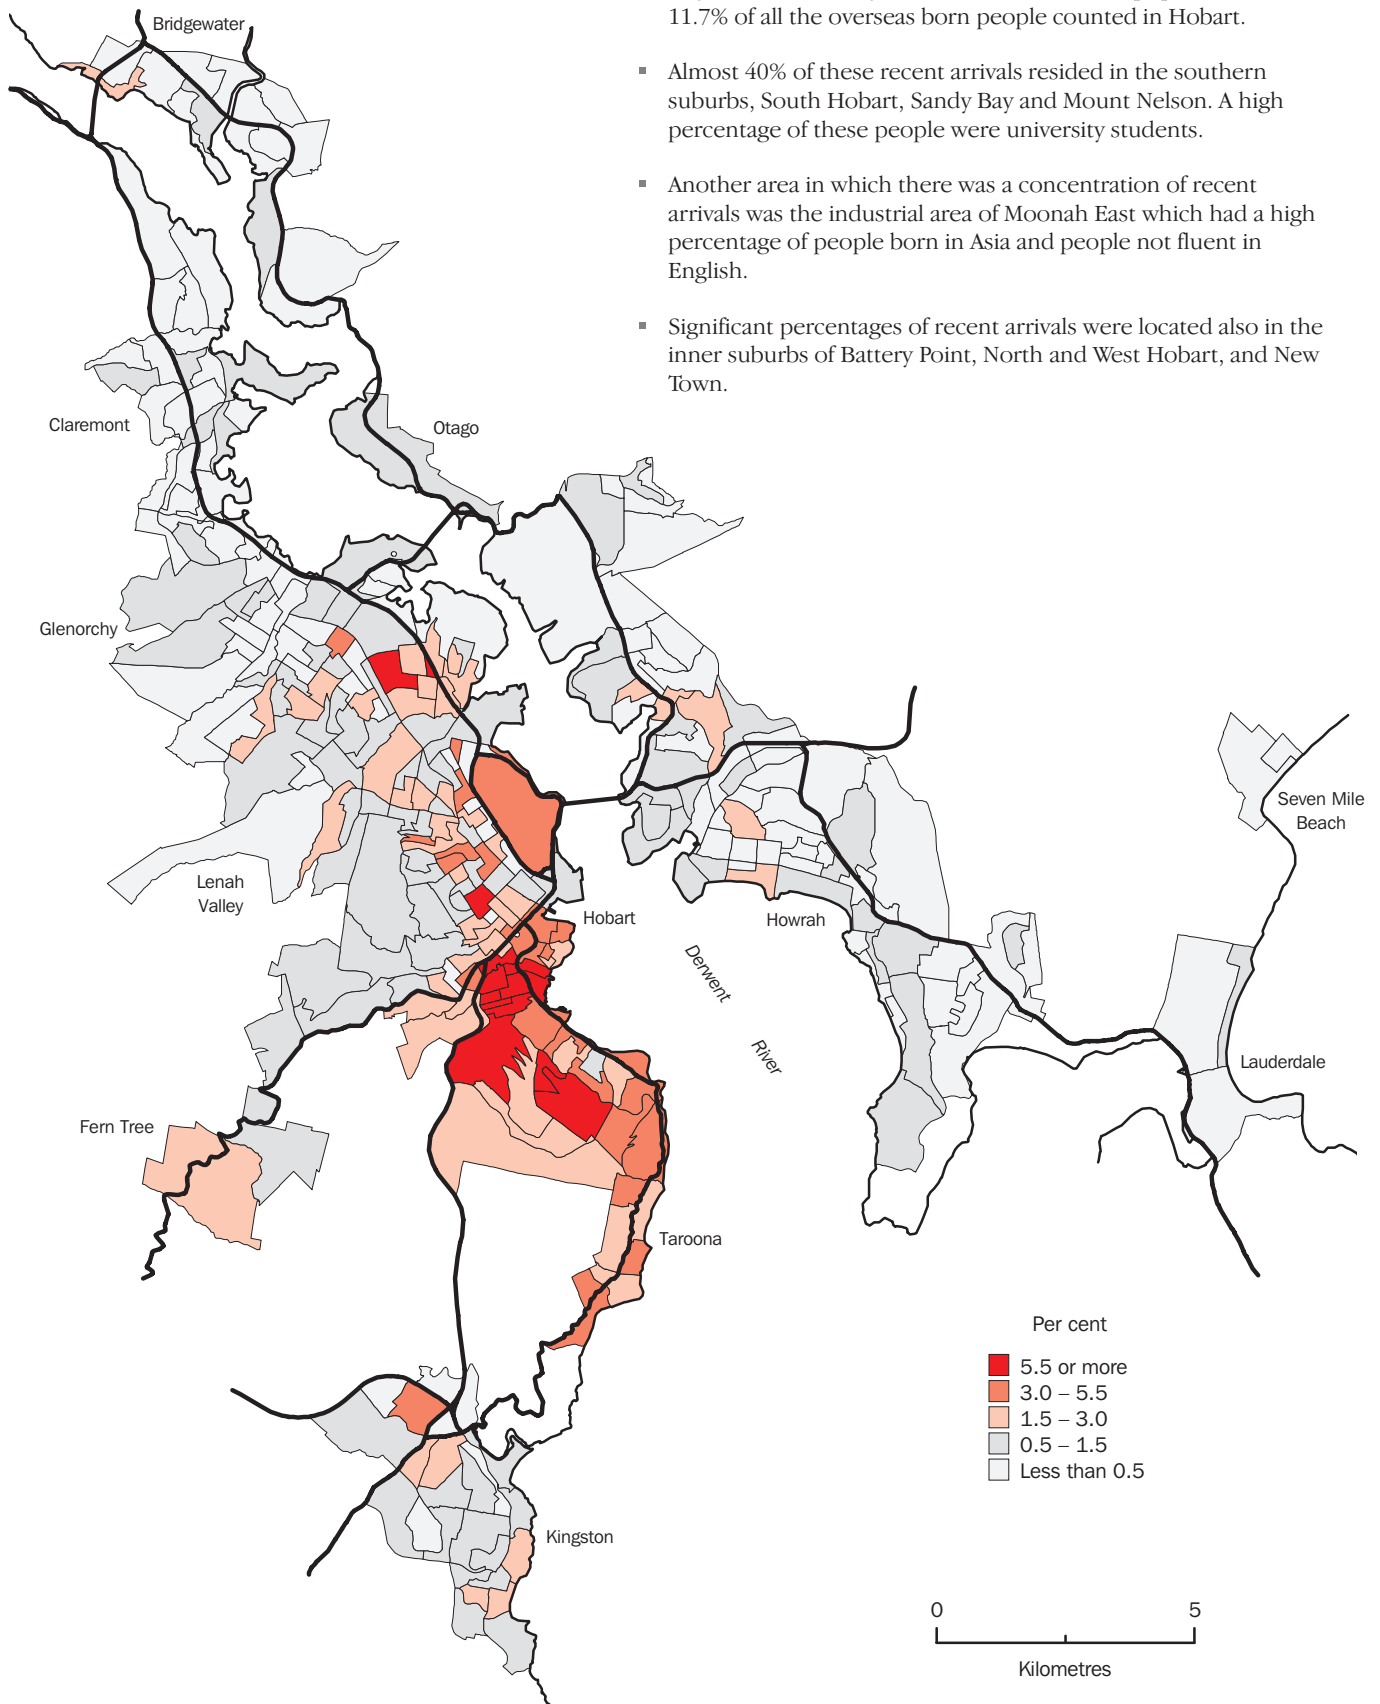 11.7% of all the overseas born people counted in Hobart.
▪ Almost 40% of these recent arrivals resided in the southern
suburbs, South Hobart, Sandy Bay and Mount Nelson. A high
percentage of these people were university students.
▪ Another area in which there was a concentration of recent
arrivals was the industrial area of Moonah East which had a high
percentage of people born in Asia and people not fluent in
English.
▪ Significant percentages of recent arrivals were located also in the
inner suburbs of Battery Point, North and West Hobart, and New
Town.
Bridgewater
Claremont
Otago
Glenorchy
Seven Mile
Beach
Lenah
Valley
Hobart
Howrah
Derwent
River
Lauderdale
Fern Tree
Taroona
Kingston
Per cent
5.5 or more
3.0 – 5.5
1.5 – 3.0
0.5 – 1.5
Less than 0.5
0 5
Kilometres